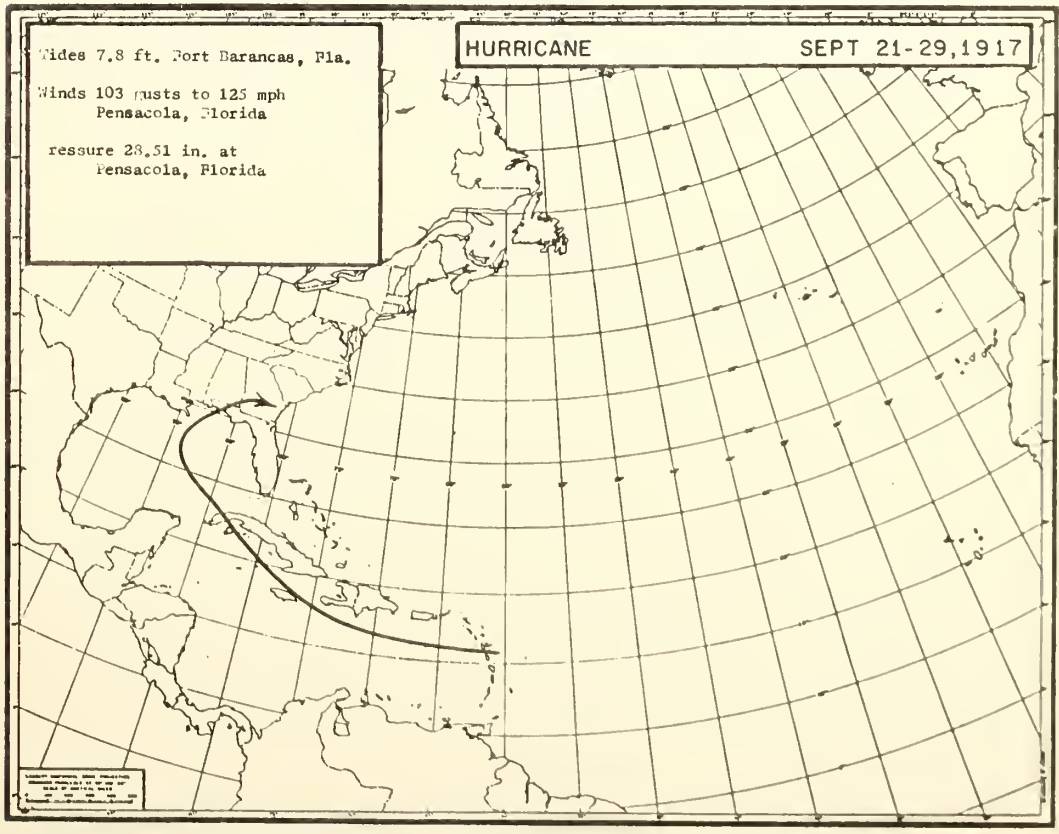 Tides 7.8 ft. Fort Barancas, Fla.
Winds 103 gusts to 125 mph
Pensacola, Florida
ressure 28.51 in. at
Pensacola, Florida
HURRICANE SEPT 21-29,1917